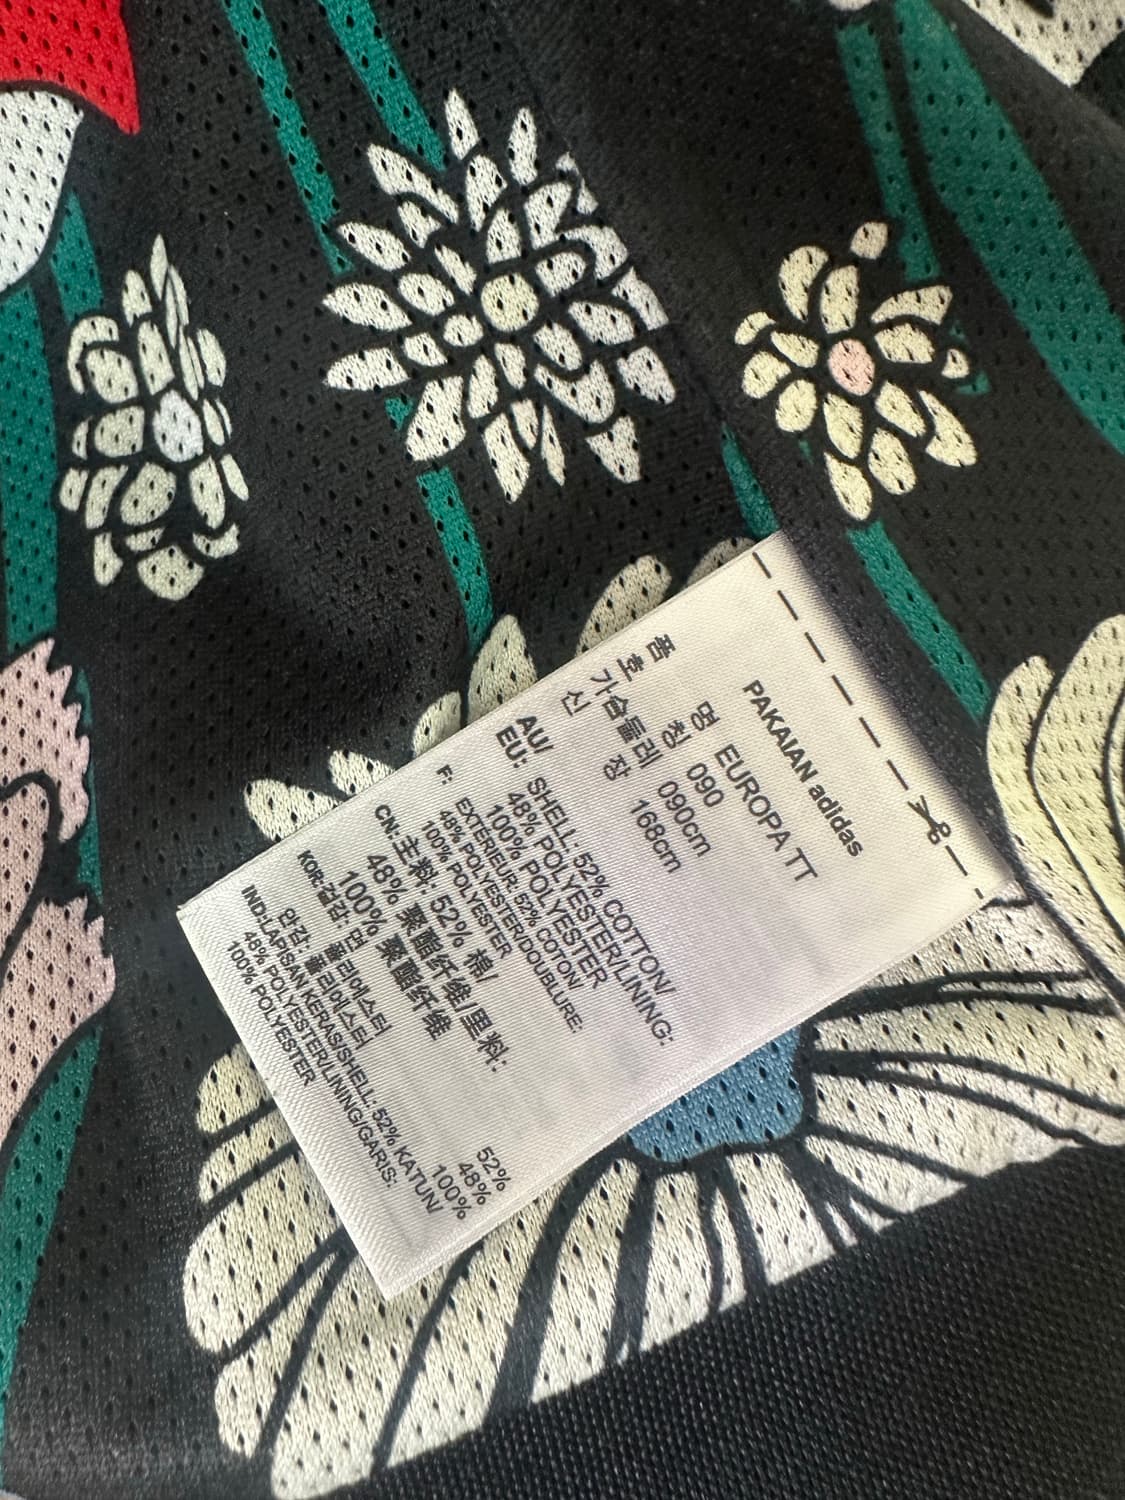 PAKAIAN adidas
품 명 EUROPA TT
호 칭 090
가슴둘레 090cm
신 장 168cm
AU/
EU: SHELL: 52% COTTON/
48% POLYESTER/LINING:
100% POLYESTER
F: EXTERIEUR: 52% COTON/
48% POLYESTER/DOUBLURE:
100% POLYESTER
CN: 主料: 52% 棉/
48% 聚酯纤维/里料:
100% 聚酯纤维
KOR: 겉감: 면 52%
폴리에스터 48%
안감: 폴리에스터 100%
IND:LAPISAN KERAS/SHELL: 52% KATUN/
48% POLYESTER/LINING/GARIS:
100% POLYESTER